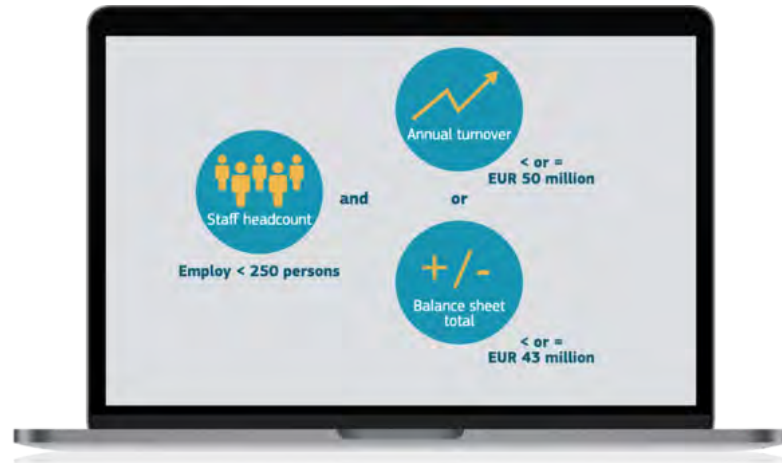 Annual turnover
< or =
EUR 50 million
Staff headcount
and
or
Employ < 250 persons
+/-
Balance sheet
total
< or =
EUR 43 million